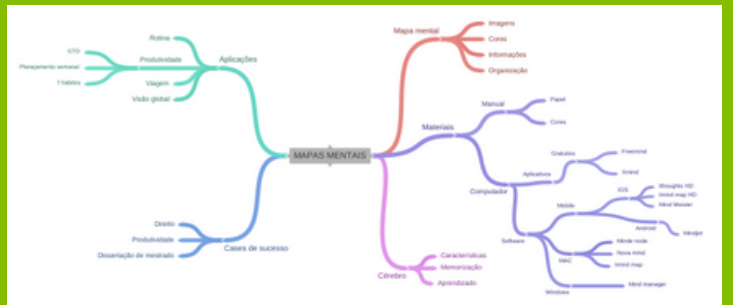 MAPAS MENTAIS
Aplicações
Rotina
Produtividade
GTD
Planejamento semanal
7 hábitos
Viagem
Visão global
Cases de sucesso
Direito
Produtividade
Dissertação de mestrado
Mapa mental
Imagens
Cores
Informações
Organização
Materiais
Manual
Papel
Cores
Computador
Aplicativos
Gratuitos
Freemind
Xmind
Software
Mobile
iOS
thoughts HD
mind map HD
Mind Meister
Android
Mindjet
MAC
Minde node
Nova mind
Imind map
Windows
Mind manager
Cérebro
Características
Memorização
Aprendizado